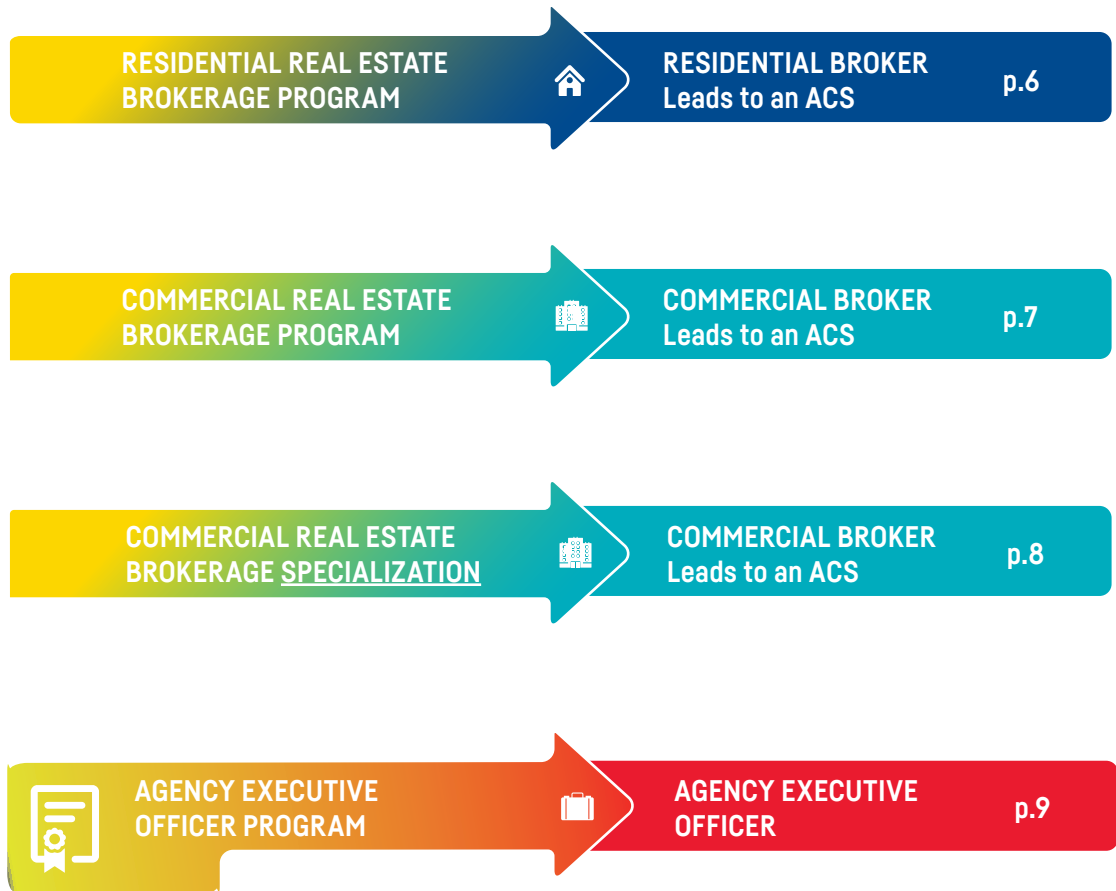 RESIDENTIAL REAL ESTATE
BROKERAGE PROGRAM
RESIDENTIAL BROKER
Leads to an ACS
p.6
COMMERCIAL REAL ESTATE
BROKERAGE PROGRAM
COMMERCIAL BROKER
Leads to an ACS
p.7
COMMERCIAL REAL ESTATE
BROKERAGE SPECIALIZATION
COMMERCIAL BROKER
Leads to an ACS
p.8
AGENCY EXECUTIVE
OFFICER PROGRAM
AGENCY EXECUTIVE
OFFICER
p.9